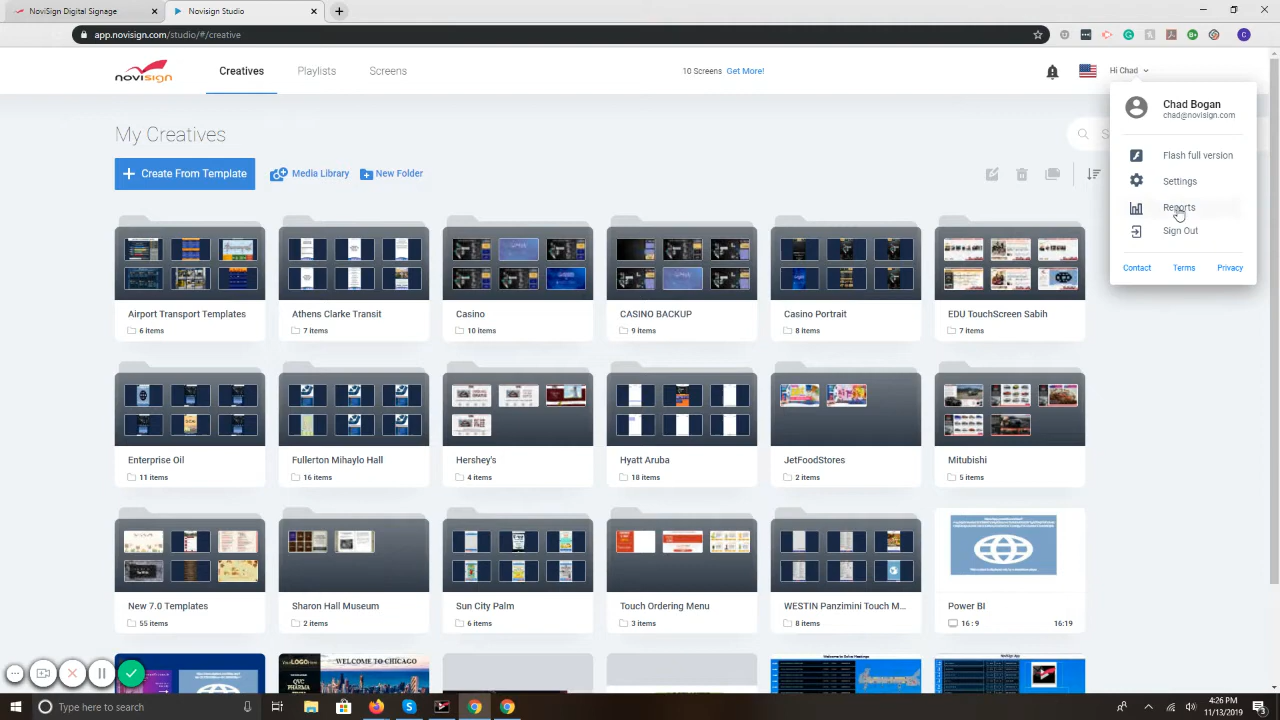 NoviSign Digital Signage
NoviSign
app.novisign.com/studio/#/creative
novisign
Creatives
Playlists
Screens
10 Screens Get More!
Hi Chad
Chad Bogan
chad@novisign.com
Flash full version
Settings
Reports
Sign Out
Contact
Terms
Privacy
My Creatives
Create From Template
Media Library
New Folder
Airport Transport Templates
6 items
Athens Clarke Transit
7 items
Casino
10 items
CASINO BACKUP
9 items
Casino Portrait
8 items
EDU TouchScreen Sabih
7 items
Enterprise Oil
11 items
Fullerton Mihaylo Hall
16 items
Hershey's
4 items
Hyatt Aruba
18 items
JetFoodStores
2 items
Mitubishi
5 items
New 7.0 Templates
55 items
Sharon Hall Museum
2 items
Sun City Palm
6 items
Touch Ordering Menu
3 items
WESTIN Panzimini Touch M...
8 items
Power BI
16 : 9
16:19
WELCOME TO CHICAGO
Type here to search
4:26 PM
11/13/2019